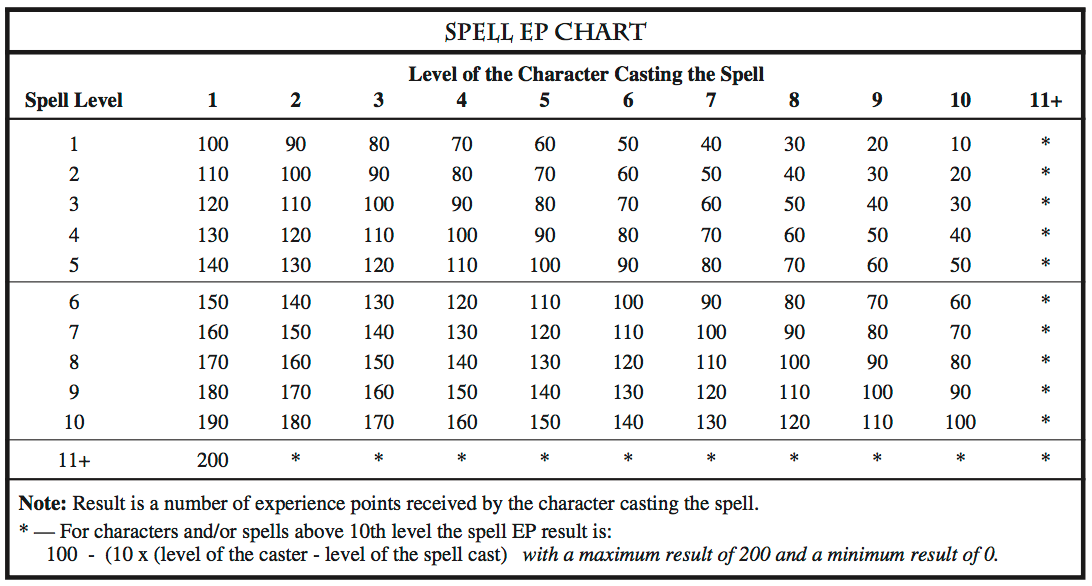 SPELL EP CHART
Level of the Character Casting the Spell
Spell Level 1 2 3 4 5 6 7 8 9 10 11+
1 100 90 80 70 60 50 40 30 20 10 *
2 110 100 90 80 70 60 50 40 30 20 *
3 120 110 100 90 80 70 60 50 40 30 *
4 130 120 110 100 90 80 70 60 50 40 *
5 140 130 120 110 100 90 80 70 60 50 *
6 150 140 130 120 110 100 90 80 70 60 *
7 160 150 140 130 120 110 100 90 80 70 *
8 170 160 150 140 130 120 110 100 90 80 *
9 180 170 160 150 140 130 120 110 100 90 *
10 190 180 170 160 150 140 130 120 110 100 *
11+ 200 * * * * * * * * * *
Note: Result is a number of experience points received by the character casting the spell.
* — For characters and/or spells above 10th level the spell EP result is:
100 - (10 x (level of the caster - level of the spell cast) with a maximum result of 200 and a minimum result of 0.